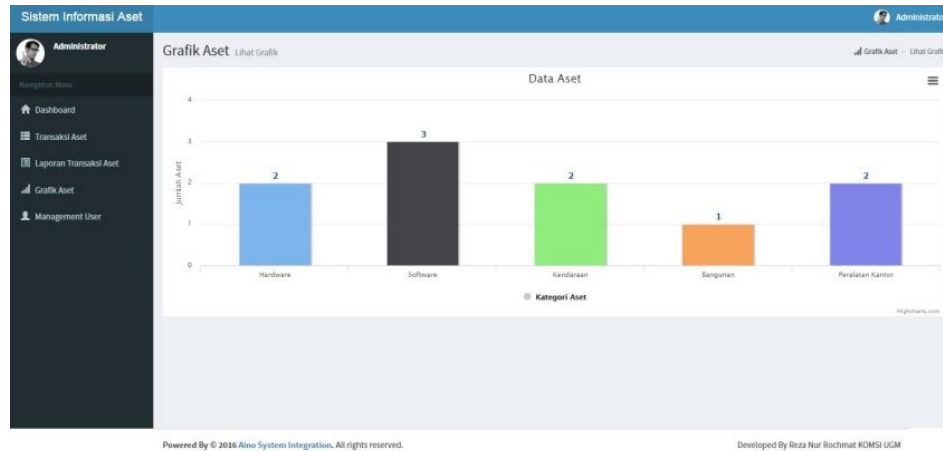 Sistem Informasi Aset
Administrato
Administrator
Navigation Menu
Dashboard
Transaksi Aset
Laporan Transaksi Aset
Grafik Aset
Management User
Grafik Aset Lihat Grafik
Grafik Aset
Lihat Grafi
Data Aset
Jumlah Aset
4
3
2
1
0
2
3
2
1
2
Hardware
Software
Kendaraan
Bangunan
Peralatan Kantor
Kategori Aset
Highcharts.com
Powered By © 2016 Aino System Integration. All rights reserved.
Developed By Reza Nur Rochmat KOMSI UGM